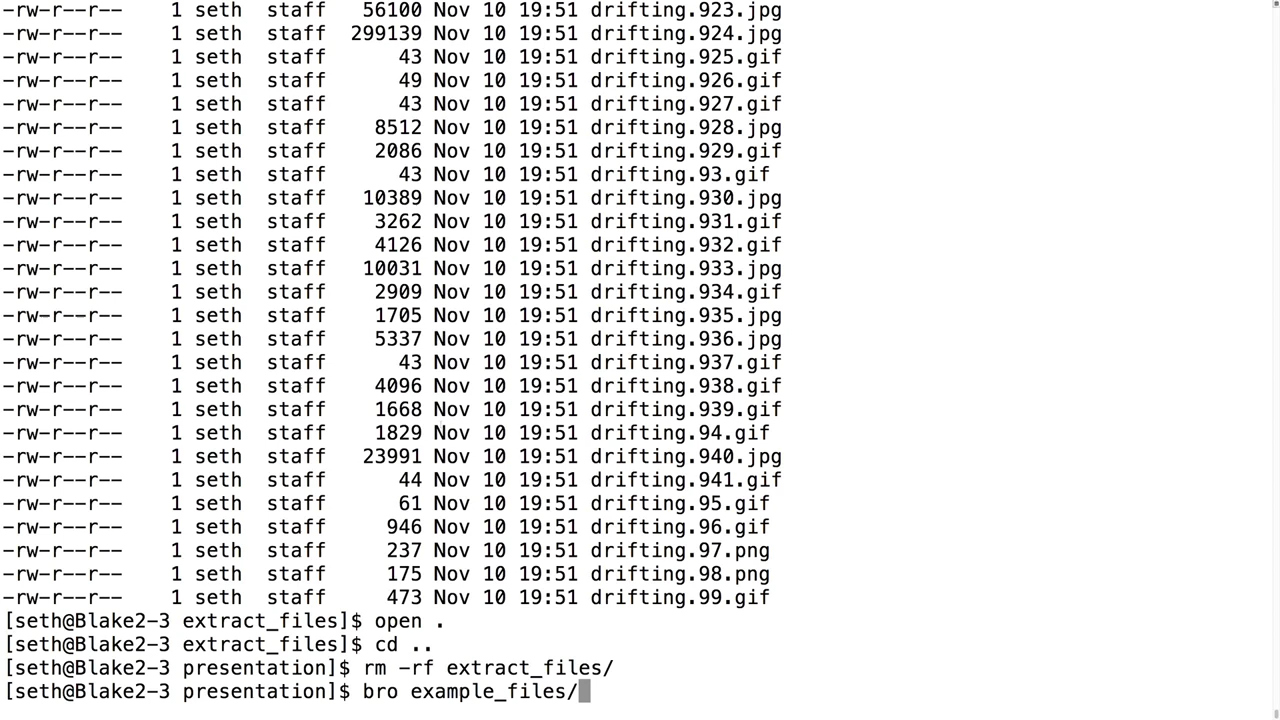 -rw-r--r--    1 seth  staff   56100 Nov 10 19:51 drifting.923.jpg
-rw-r--r--    1 seth  staff  299139 Nov 10 19:51 drifting.924.jpg
-rw-r--r--    1 seth  staff      43 Nov 10 19:51 drifting.925.gif
-rw-r--r--    1 seth  staff      49 Nov 10 19:51 drifting.926.gif
-rw-r--r--    1 seth  staff      43 Nov 10 19:51 drifting.927.gif
-rw-r--r--    1 seth  staff    8512 Nov 10 19:51 drifting.928.jpg
-rw-r--r--    1 seth  staff    2086 Nov 10 19:51 drifting.929.gif
-rw-r--r--    1 seth  staff      43 Nov 10 19:51 drifting.93.gif
-rw-r--r--    1 seth  staff   10389 Nov 10 19:51 drifting.930.jpg
-rw-r--r--    1 seth  staff    3262 Nov 10 19:51 drifting.931.gif
-rw-r--r--    1 seth  staff    4126 Nov 10 19:51 drifting.932.gif
-rw-r--r--    1 seth  staff   10031 Nov 10 19:51 drifting.933.jpg
-rw-r--r--    1 seth  staff    2909 Nov 10 19:51 drifting.934.gif
-rw-r--r--    1 seth  staff    1705 Nov 10 19:51 drifting.935.jpg
-rw-r--r--    1 seth  staff    5337 Nov 10 19:51 drifting.936.jpg
-rw-r--r--    1 seth  staff      43 Nov 10 19:51 drifting.937.gif
-rw-r--r--    1 seth  staff    4096 Nov 10 19:51 drifting.938.gif
-rw-r--r--    1 seth  staff    1668 Nov 10 19:51 drifting.939.gif
-rw-r--r--    1 seth  staff    1829 Nov 10 19:51 drifting.94.gif
-rw-r--r--    1 seth  staff   23991 Nov 10 19:51 drifting.940.jpg
-rw-r--r--    1 seth  staff      44 Nov 10 19:51 drifting.941.gif
-rw-r--r--    1 seth  staff      61 Nov 10 19:51 drifting.95.gif
-rw-r--r--    1 seth  staff     946 Nov 10 19:51 drifting.96.gif
-rw-r--r--    1 seth  staff     237 Nov 10 19:51 drifting.97.png
-rw-r--r--    1 seth  staff     175 Nov 10 19:51 drifting.98.png
-rw-r--r--    1 seth  staff     473 Nov 10 19:51 drifting.99.gif
[seth@Blake2-3 extract_files]$ open .
[seth@Blake2-3 extract_files]$ cd ..
[seth@Blake2-3 presentation]$ rm -rf extract_files/
[seth@Blake2-3 presentation]$ bro example_files/